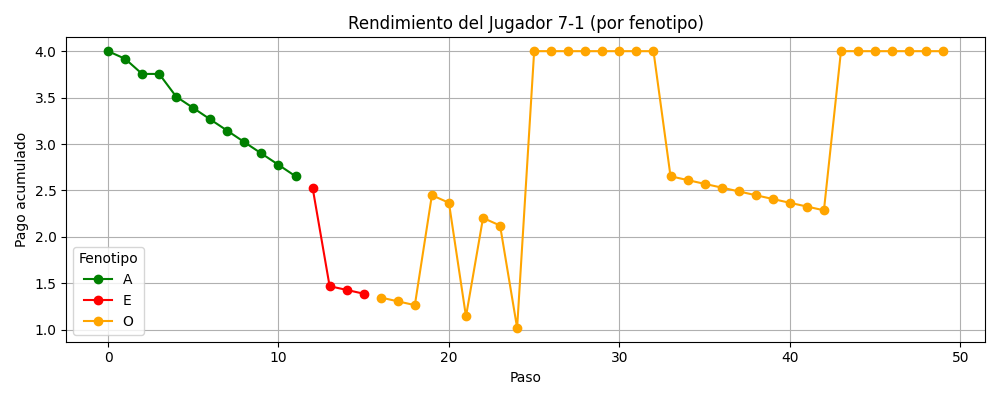 Rendimiento del Jugador 7-1 (por fenotipo)
Pago acumulado
4.0
3.5
3.0
2.5
2.0
1.5
1.0
Fenotipo
A
E
O
0 10 20 30 40 50
Paso